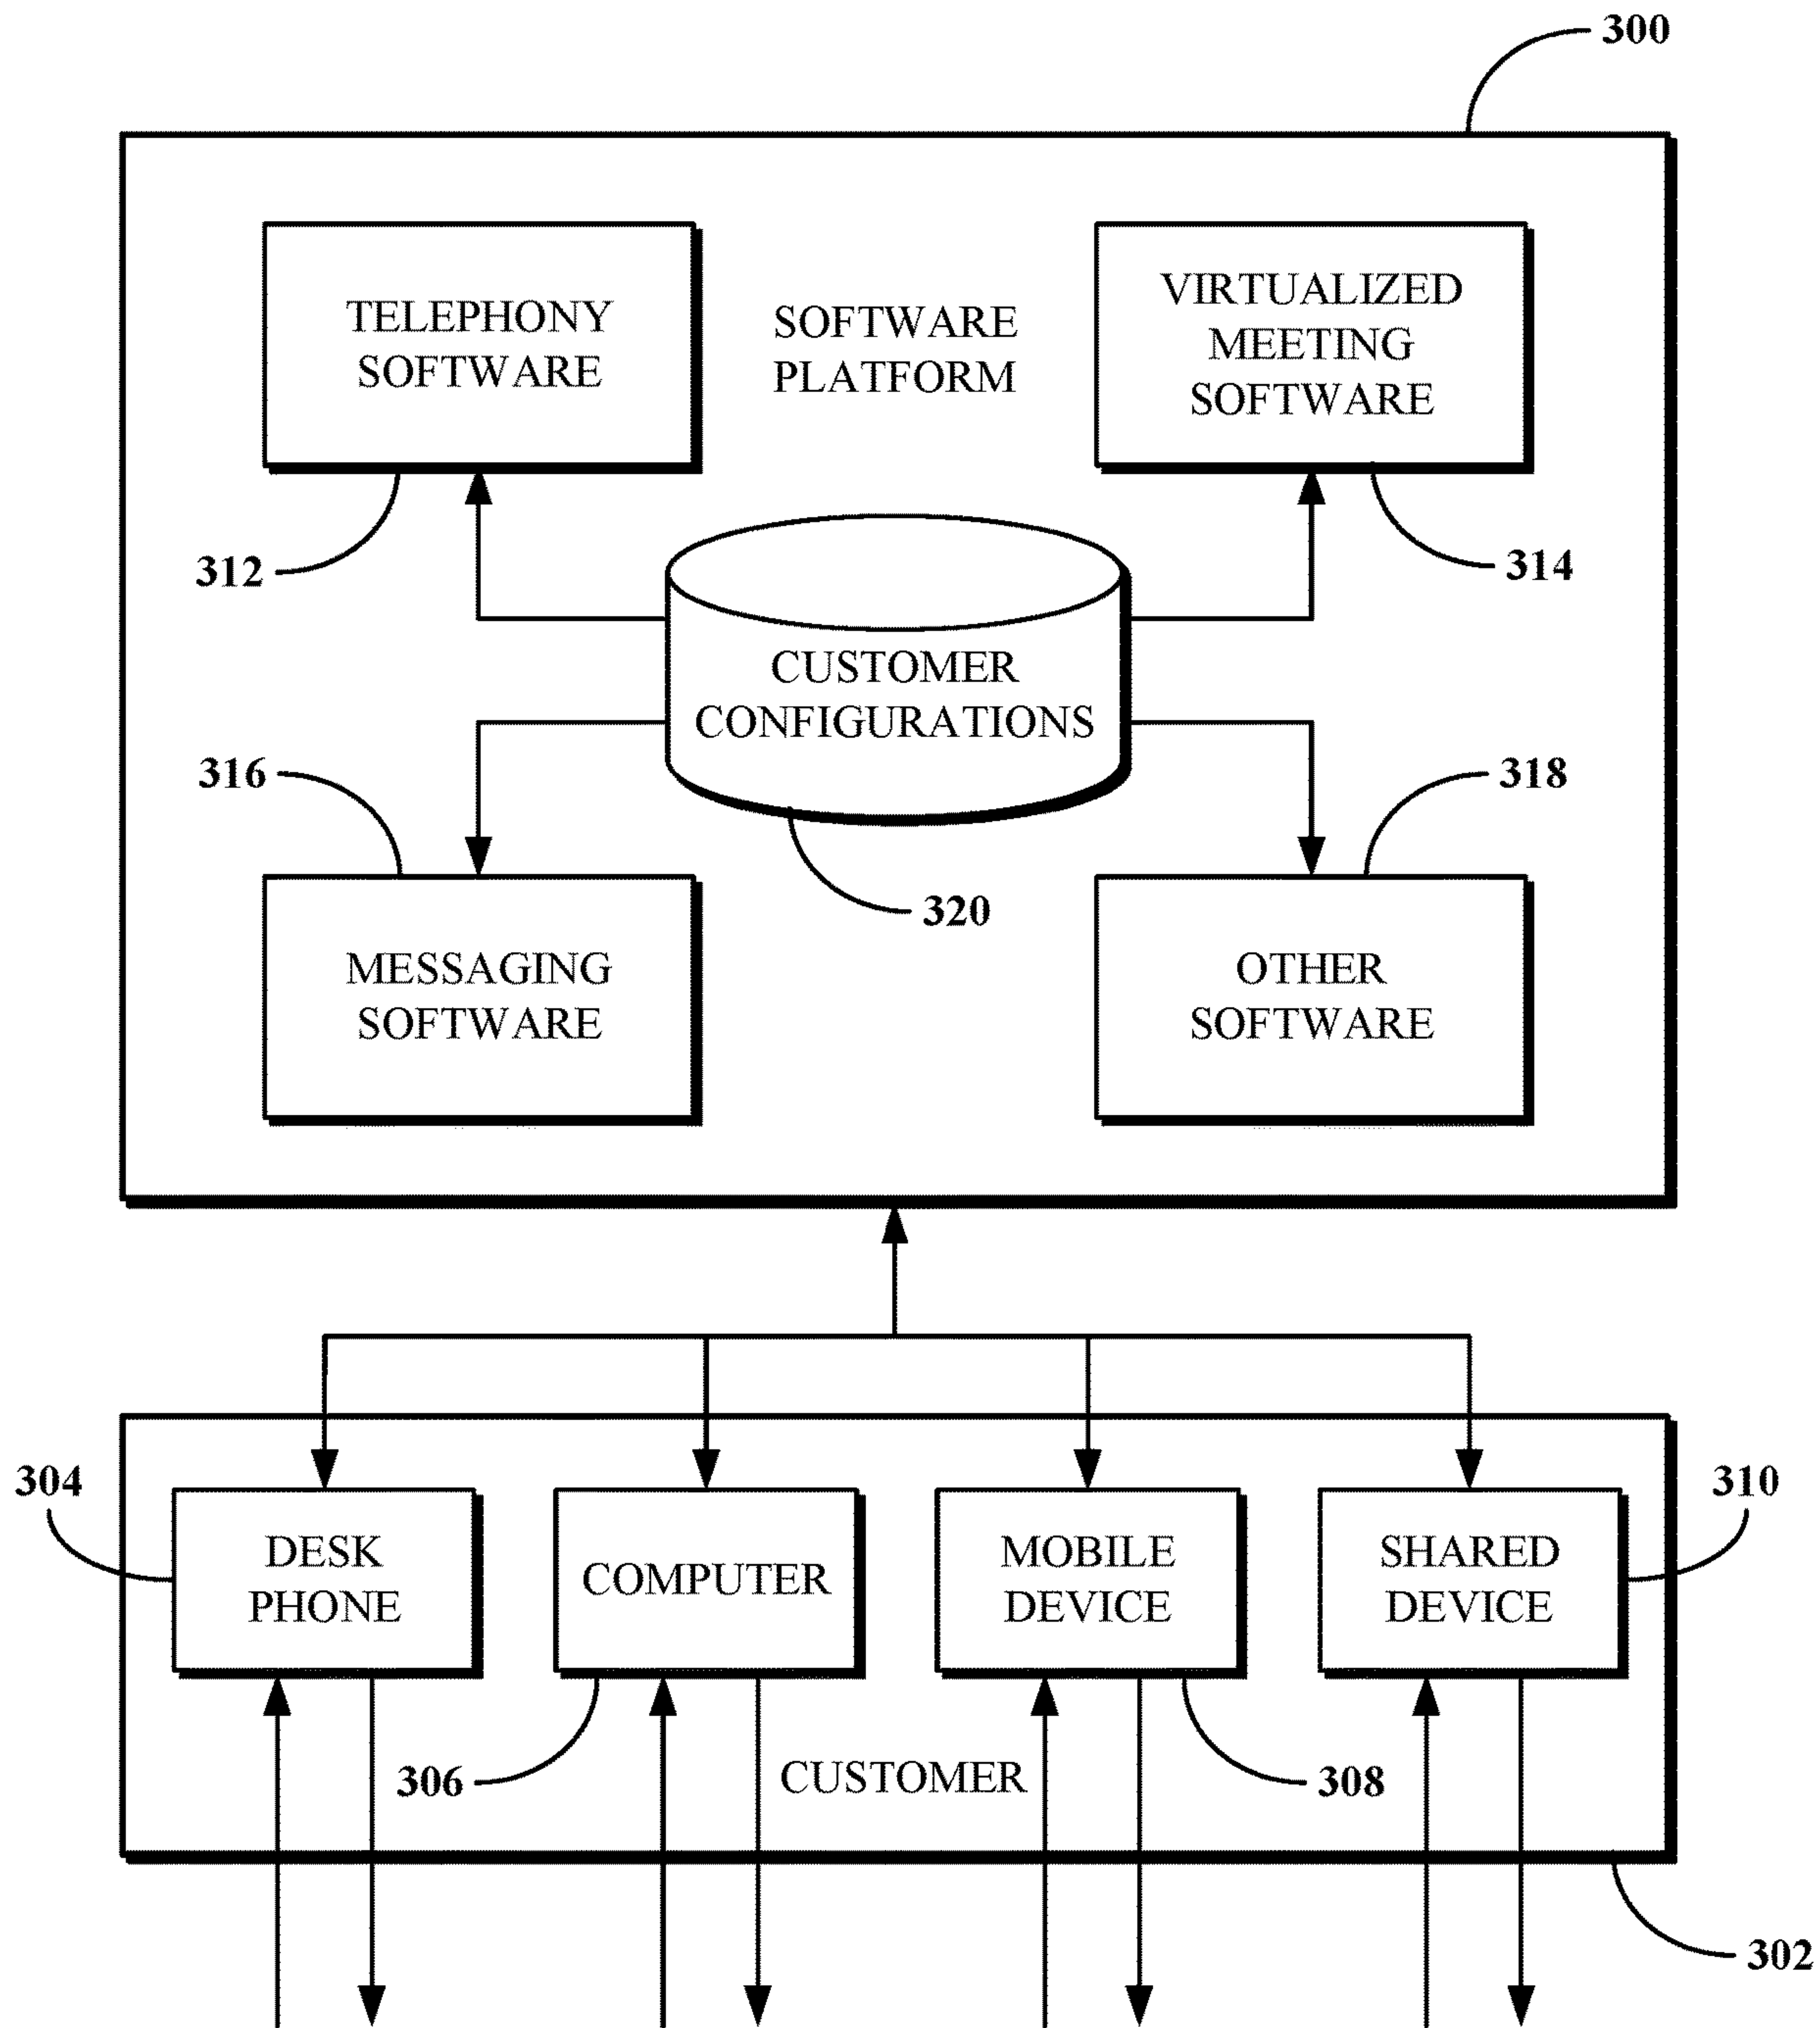 300
TELEPHONY
SOFTWARE
SOFTWARE
PLATFORM
VIRTUALIZED
MEETING
SOFTWARE
312
314
CUSTOMER
CONFIGURATIONS
316
318
320
MESSAGING
SOFTWARE
OTHER
SOFTWARE
304
310
DESK
PHONE
COMPUTER
MOBILE
DEVICE
SHARED
DEVICE
306
CUSTOMER
308
302